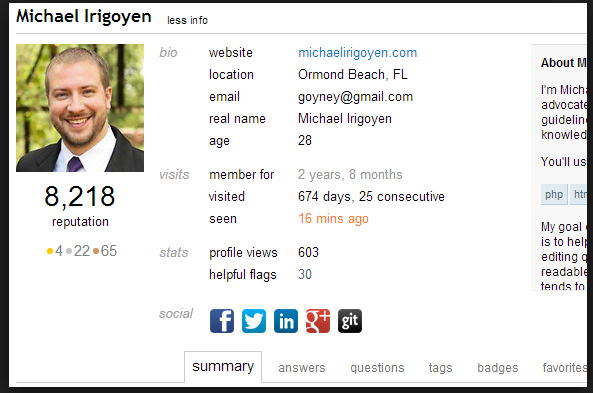 Michael Irigoyen less info
bio website michaelirigoyen.com
location Ormond Beach, FL
email goyney@gmail.com
real name Michael Irigoyen
age 28
8,218
reputation
4 22 65
visits member for 2 years, 8 months
visited 674 days, 25 consecutive
seen 16 mins ago
stats profile views 603
helpful flags 30
social f in g+ git
summary answers questions tags badges favorites
About M
I'm Micha
advocate
guideline
knowled
You'll us
php htm
My goal
is to help
editing q
readable
tends to